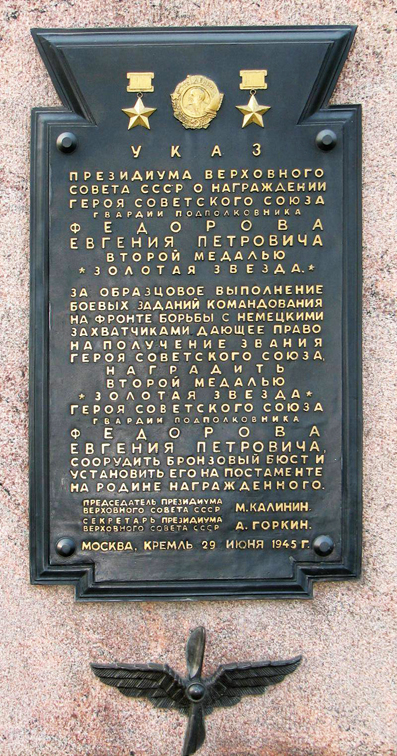 УКАЗ
ПРЕЗИДИУМА ВЕРХОВНОГО
СОВЕТА СССР О НАГРАЖДЕНИИ
ГЕРОЯ СОВЕТСКОГО СОЮЗА
ГВАРДИИ ПОДПОЛКОВНИКА
ФЕДОРОВА
ЕВГЕНИЯ ПЕТРОВИЧА
ВТОРОЙ МЕДАЛЬЮ
*ЗОЛОТАЯ ЗВЕЗДА.*
ЗА ОБРАЗЦОВОЕ ВЫПОЛНЕНИЕ
БОЕВЫХ ЗАДАНИЙ КОМАНДОВАНИЯ
НА ФРОНТЕ БОРЬБЫ С НЕМЕЦКИМИ
ЗАХВАТЧИКАМИ, ДАЮЩЕЕ ПРАВО
НА ПОЛУЧЕНИЕ ЗВАНИЯ
ГЕРОЯ СОВЕТСКОГО СОЮЗА,
НАГРАДИТЬ
ВТОРОЙ МЕДАЛЬЮ
*ЗОЛОТАЯ ЗВЕЗДА*
ГЕРОЯ СОВЕТСКОГО СОЮЗА
ГВАРДИИ ПОДПОЛКОВНИКА
ФЕДОРОВА
ЕВГЕНИЯ ПЕТРОВИЧА,
СООРУДИТЬ БРОНЗОВЫЙ БЮСТ И
УСТАНОВИТЬ ЕГО НА ПОСТАМЕНТЕ
НА РОДИНЕ НАГРАЖДЕННОГО.
ПРЕДСЕДАТЕЛЬ ПРЕЗИДИУМА
ВЕРХОВНОГО СОВЕТА СССР М. КАЛИНИН.
СЕКРЕТАРЬ ПРЕЗИДИУМА
ВЕРХОВНОГО СОВЕТА СССР А. ГОРКИН.
МОСКВА, КРЕМЛЬ 29 ИЮНЯ 1945 Г.